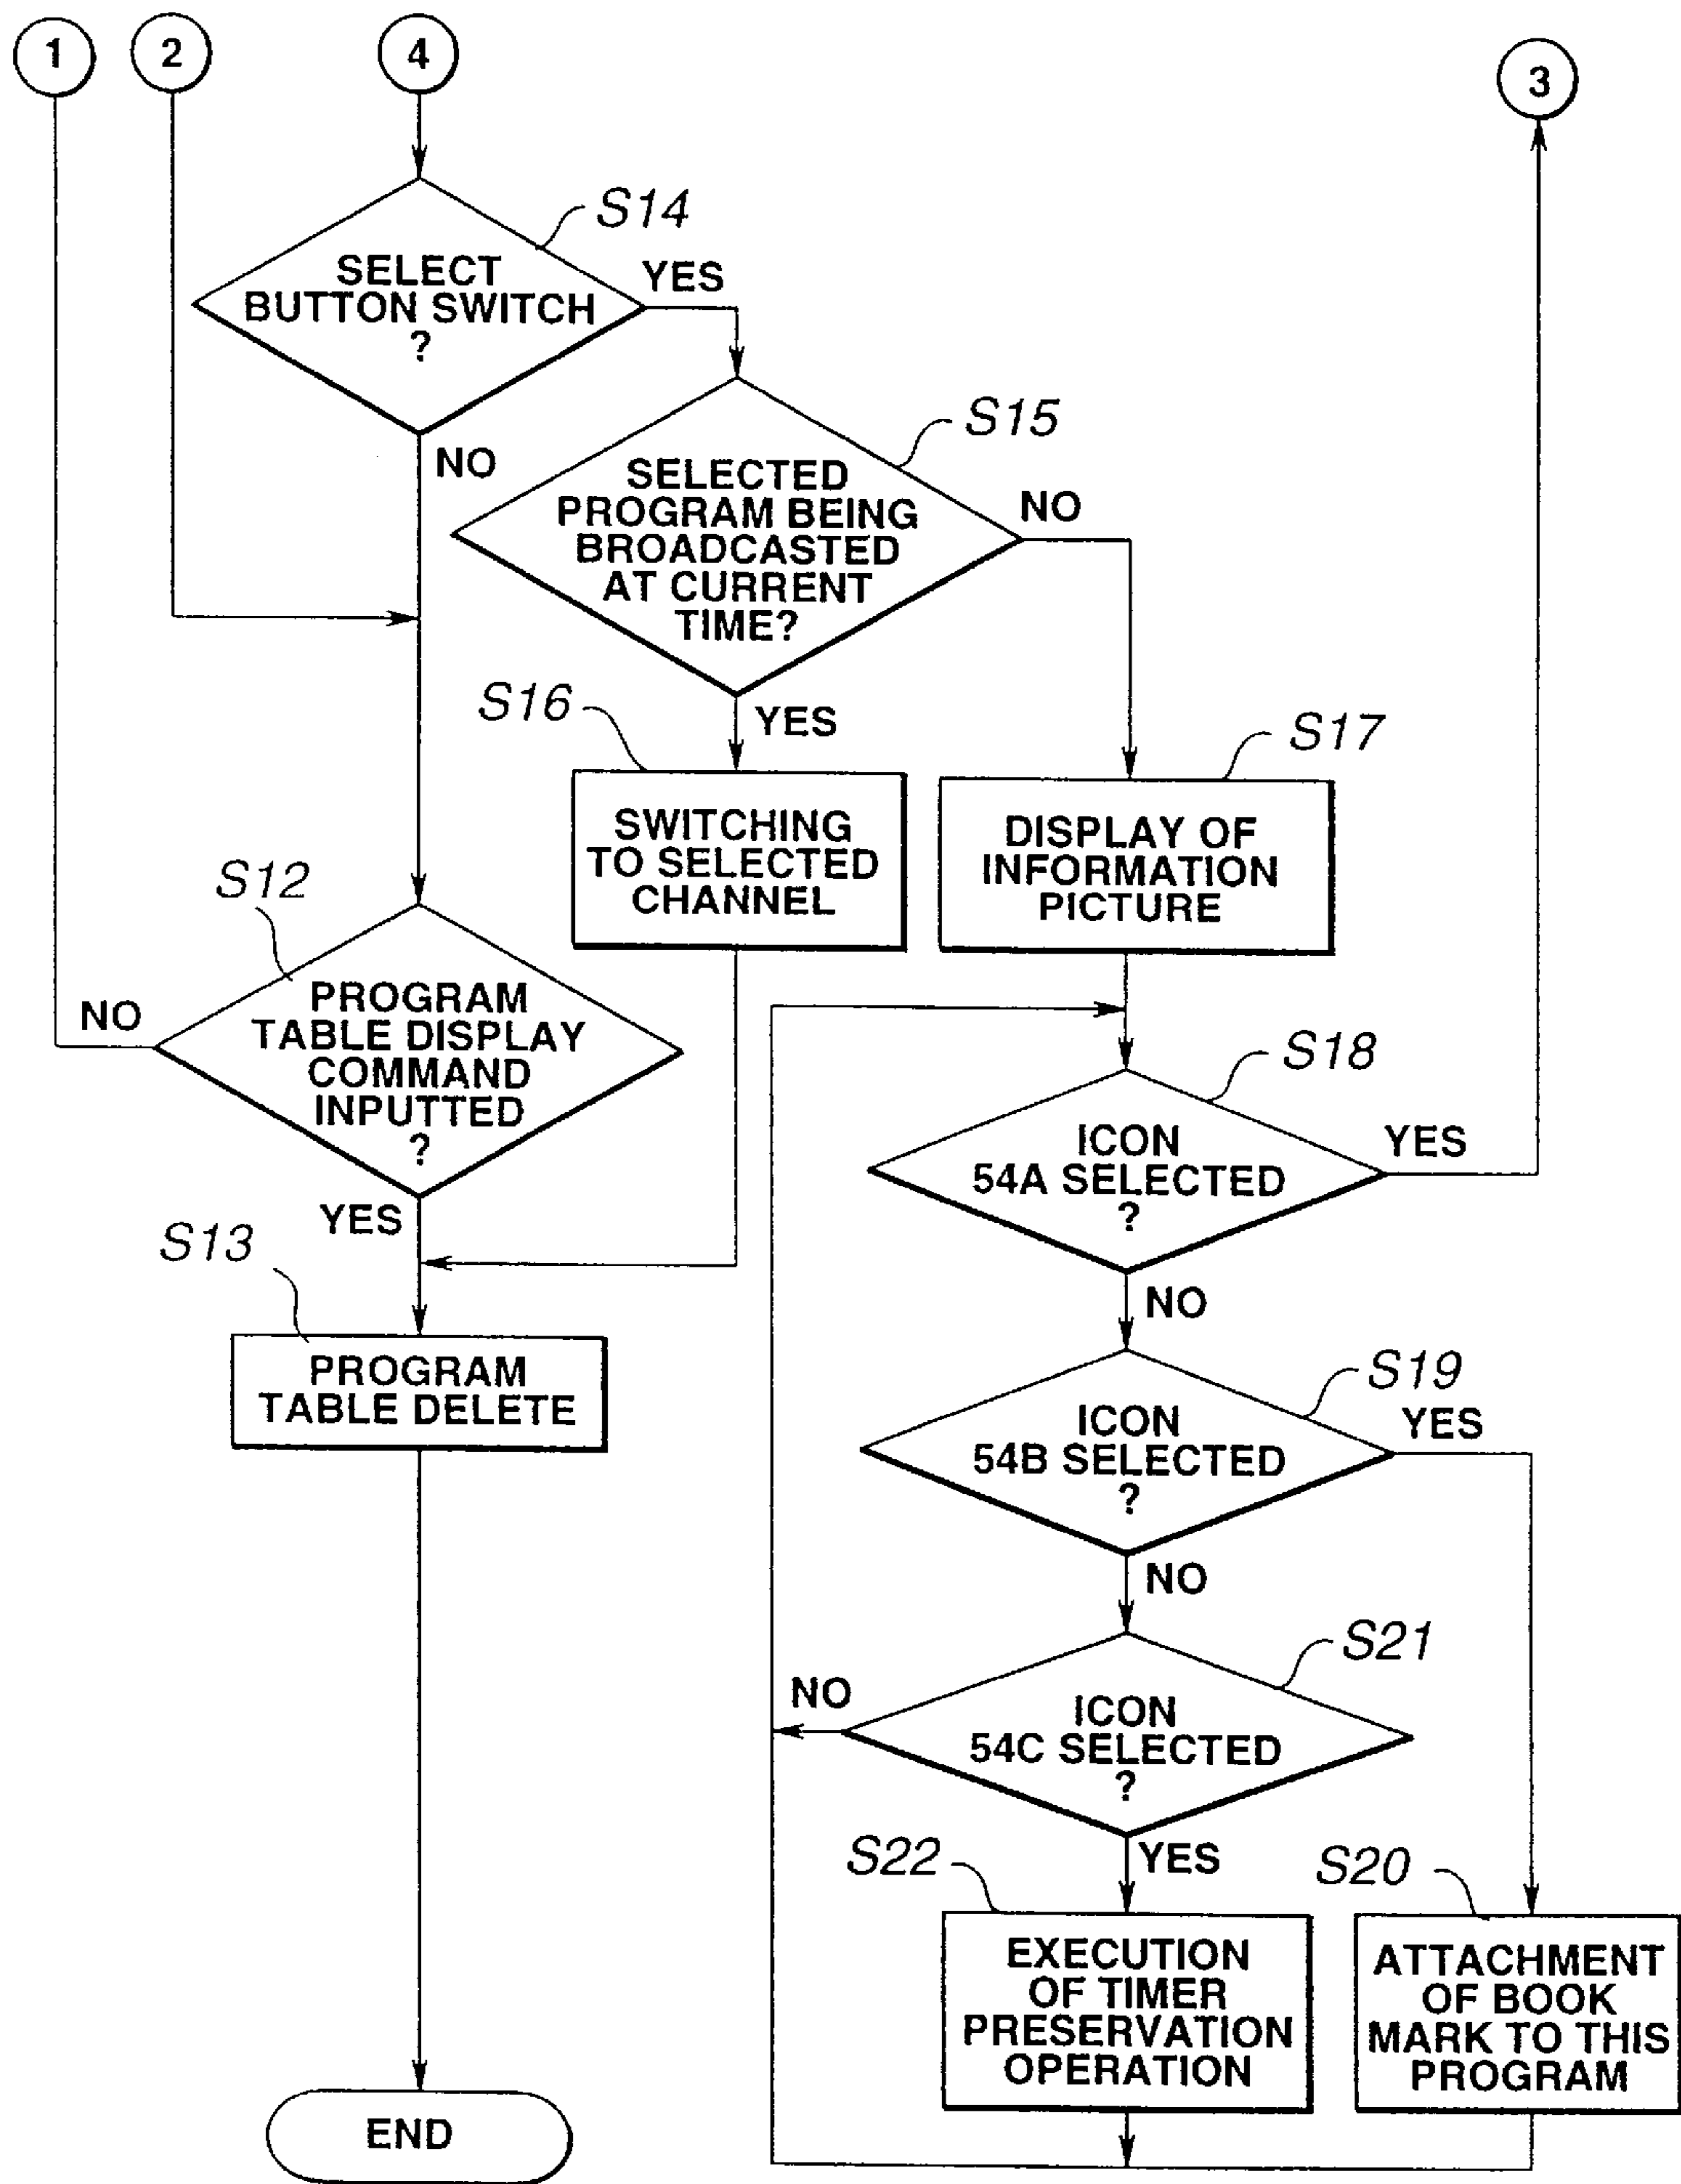 1
2
4
3
S14
SELECT
BUTTON SWITCH
?
YES
NO
S15
SELECTED
PROGRAM BEING
BROADCASTED
AT CURRENT
TIME?
NO
YES
S16
SWITCHING
TO SELECTED
CHANNEL
S17
DISPLAY OF
INFORMATION
PICTURE
S12
PROGRAM
TABLE DISPLAY
COMMAND
INPUTTED
?
NO
YES
S13
PROGRAM
TABLE DELETE
END
S18
ICON
54A SELECTED
?
YES
NO
S19
ICON
54B SELECTED
?
YES
NO
S21
ICON
54C SELECTED
?
NO
YES
S22
EXECUTION
OF TIMER
PRESERVATION
OPERATION
S20
ATTACHMENT
OF BOOK
MARK TO THIS
PROGRAM